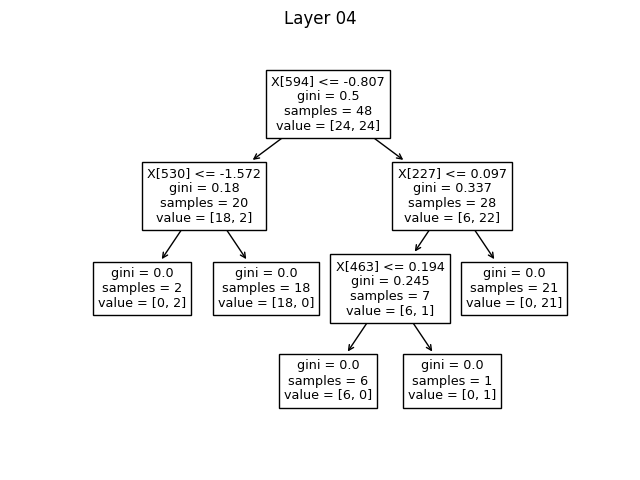 Layer 04
X[594] <= -0.807
gini = 0.5
samples = 48
value = [24, 24]
X[530] <= -1.572
gini = 0.18
samples = 20
value = [18, 2]
X[227] <= 0.097
gini = 0.337
samples = 28
value = [6, 22]
gini = 0.0
samples = 2
value = [0, 2]
gini = 0.0
samples = 18
value = [18, 0]
X[463] <= 0.194
gini = 0.245
samples = 7
value = [6, 1]
gini = 0.0
samples = 21
value = [0, 21]
gini = 0.0
samples = 6
value = [6, 0]
gini = 0.0
samples = 1
value = [0, 1]